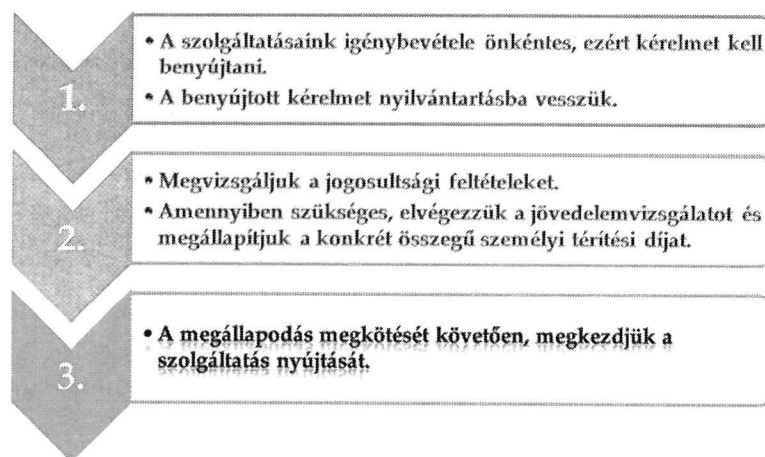 1.
• A szolgáltatásaink igénybevétele önkéntes, ezért kérelmet kell
benyújtani.
• A benyújtott kérelmet nyilvántartásba vesszük.
2.
• Megvizsgáljuk a jogosultsági feltételeket.
• Amennyiben szükséges, elvégezzük a jövedelemvizsgálatot és
megállapítjuk a konkrét összegű személyi térítési díjat.
3.
• A megállapodás megkötését követően, megkezdjük a
szolgáltatás nyújtását.